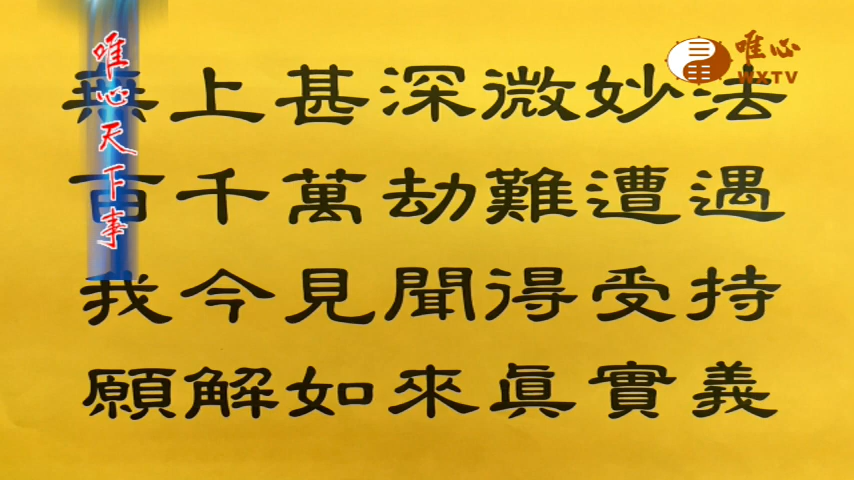 唯心天下事
唯心
WXTV
無上甚深微妙法
百千萬劫難遭遇
我今見聞得受持
願解如來眞實義